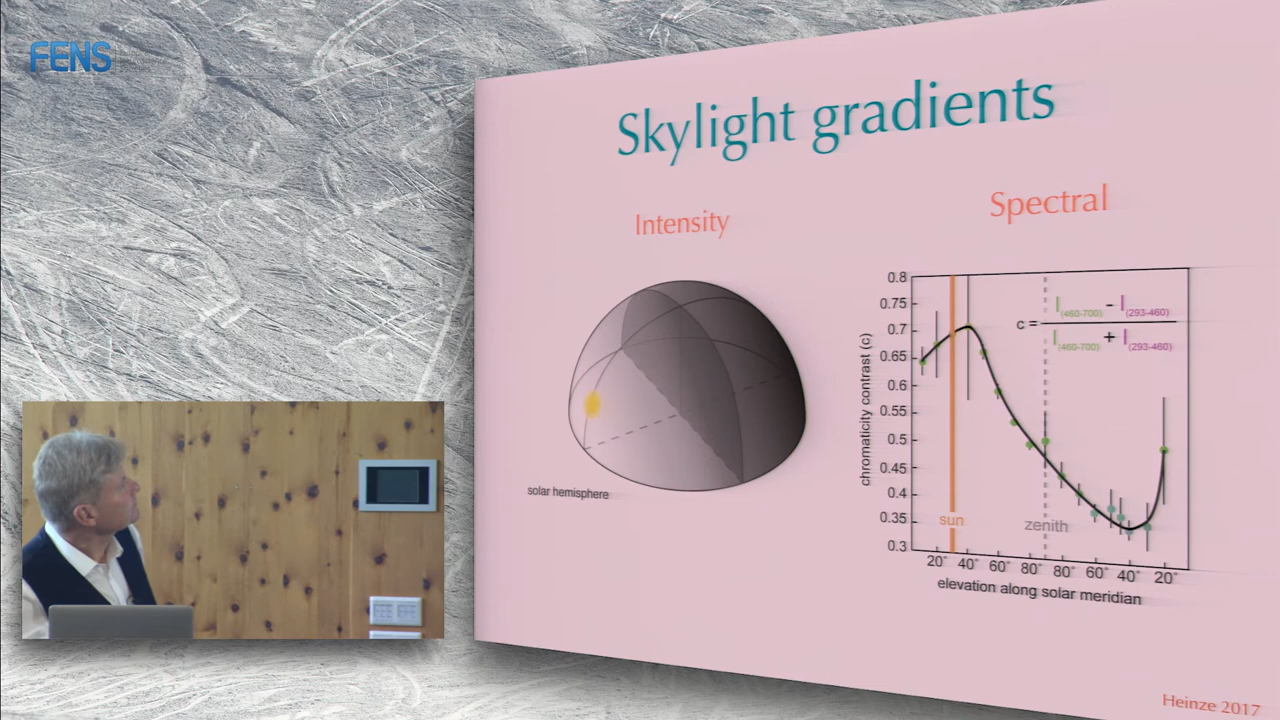 FENS
Skylight gradients
Intensity
Spectral
solar hemisphere
chromaticity contrast (c)
0.8
0.75
0.7
0.65
0.6
0.55
0.5
0.45
0.4
0.35
0.3
c =
I(460-700) - I(293-460)
I(460-700) + I(293-460)
sun
zenith
20° 40° 60° 80° 80° 60° 40° 20°
elevation along solar meridian
Heinze 2017